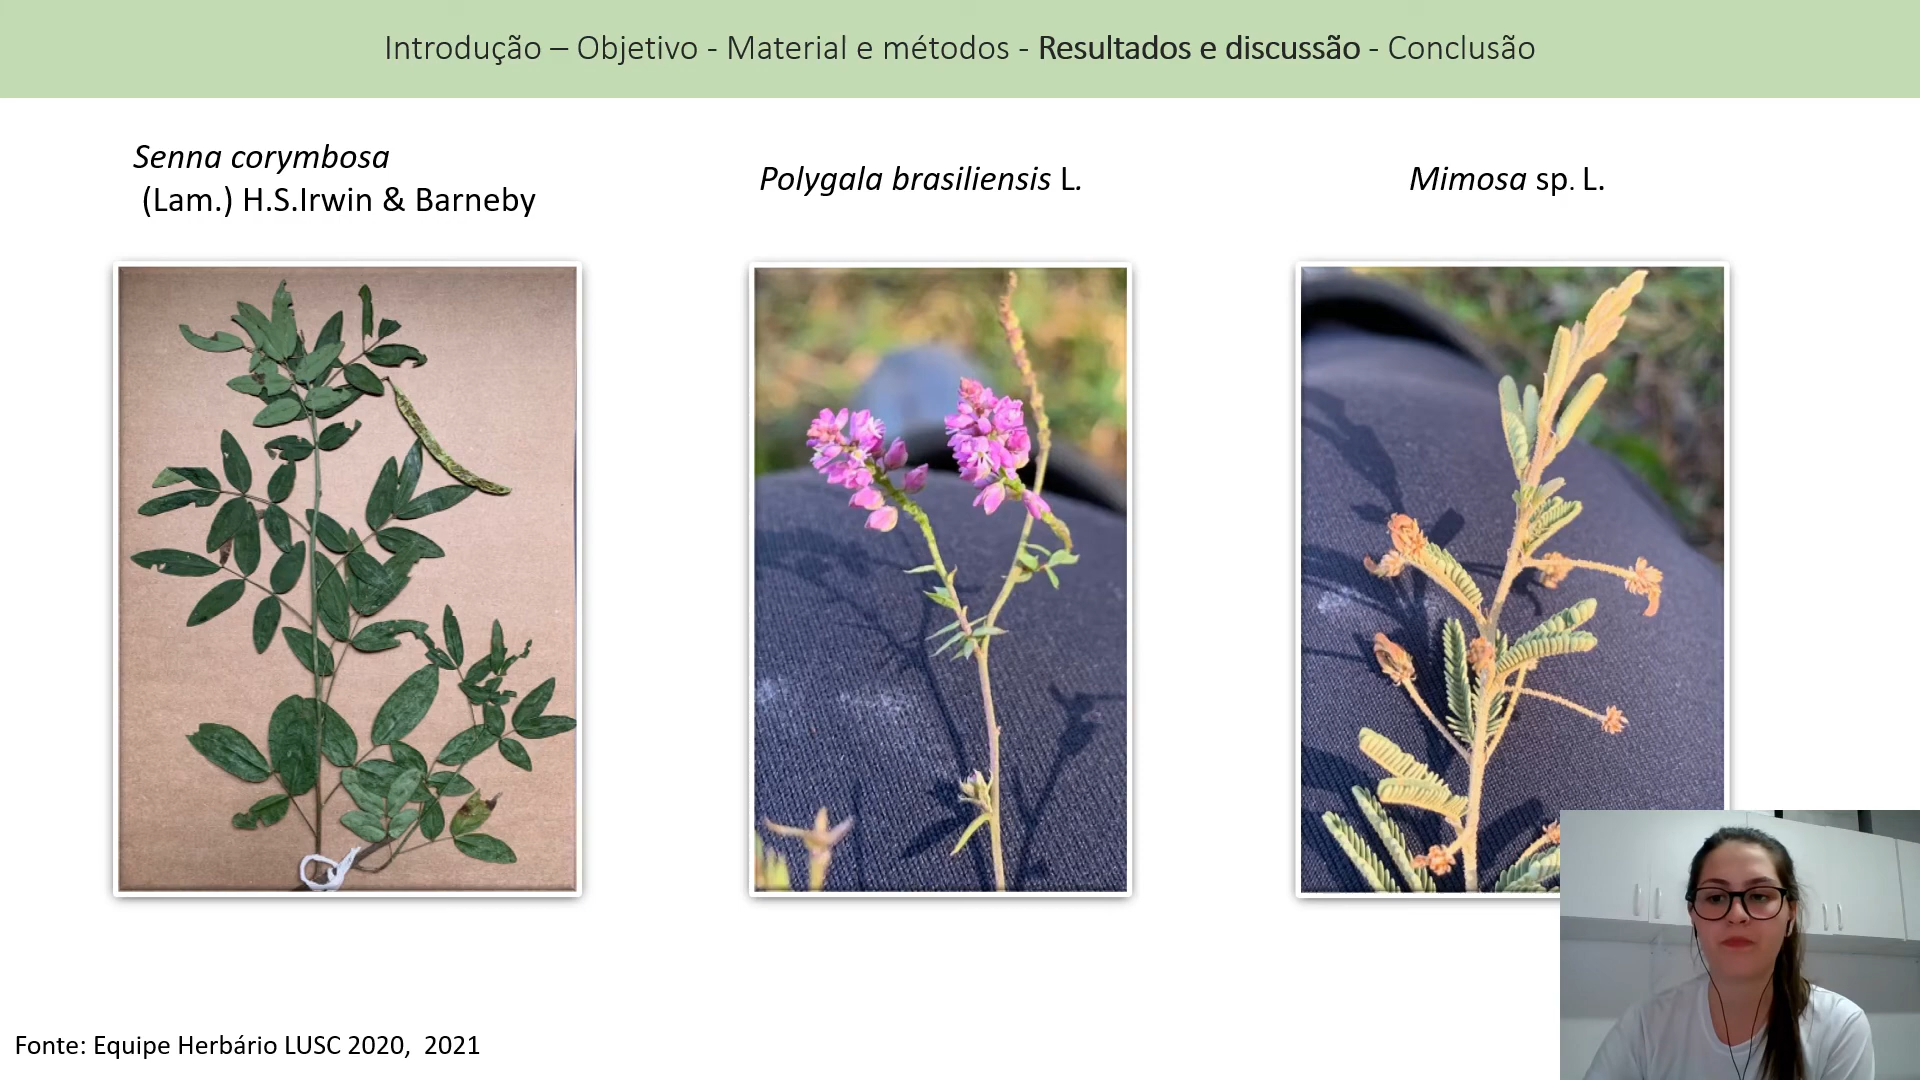 Introdução – Objetivo - Material e métodos - Resultados e discussão - Conclusão
Senna corymbosa
(Lam.) H.S.Irwin & Barneby
Polygala brasiliensis L.
Mimosa sp. L.
Fonte: Equipe Herbário LUSC 2020, 2021